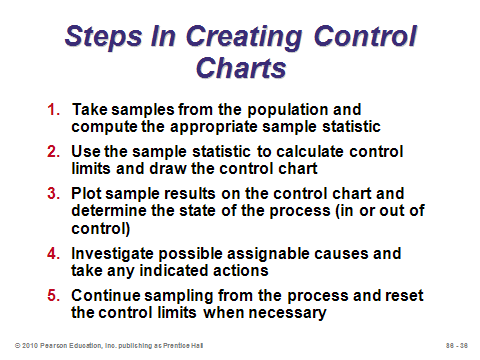 Steps In Creating Control
Charts
1. Take samples from the population and
compute the appropriate sample statistic
2. Use the sample statistic to calculate control
limits and draw the control chart
3. Plot sample results on the control chart and
determine the state of the process (in or out of
control)
4. Investigate possible assignable causes and
take any indicated actions
5. Continue sampling from the process and reset
the control limits when necessary
© 2010 Pearson Education, Inc. publishing as Prentice Hall
S6 - 36